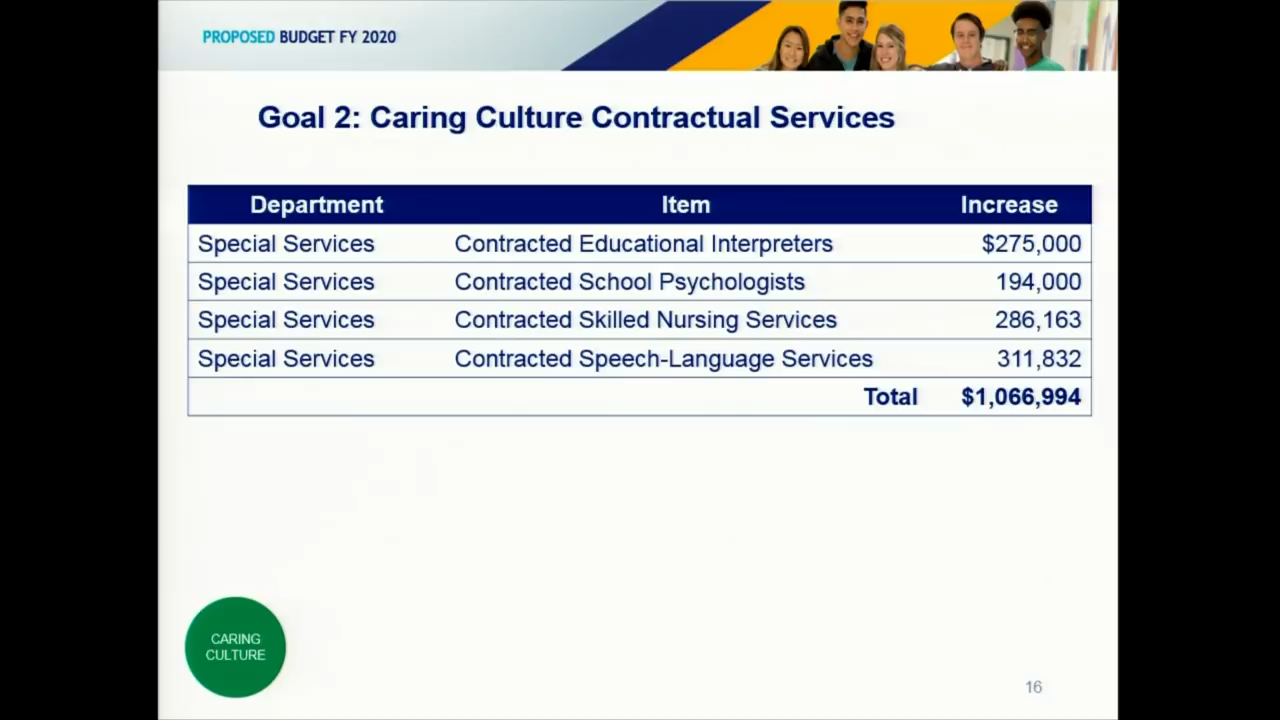 PROPOSED BUDGET FY 2020
Goal 2: Caring Culture Contractual Services
Department Item Increase
Special Services Contracted Educational Interpreters $275,000
Special Services Contracted School Psychologists 194,000
Special Services Contracted Skilled Nursing Services 286,163
Special Services Contracted Speech-Language Services 311,832
Total $1,066,994
CARING
CULTURE
16